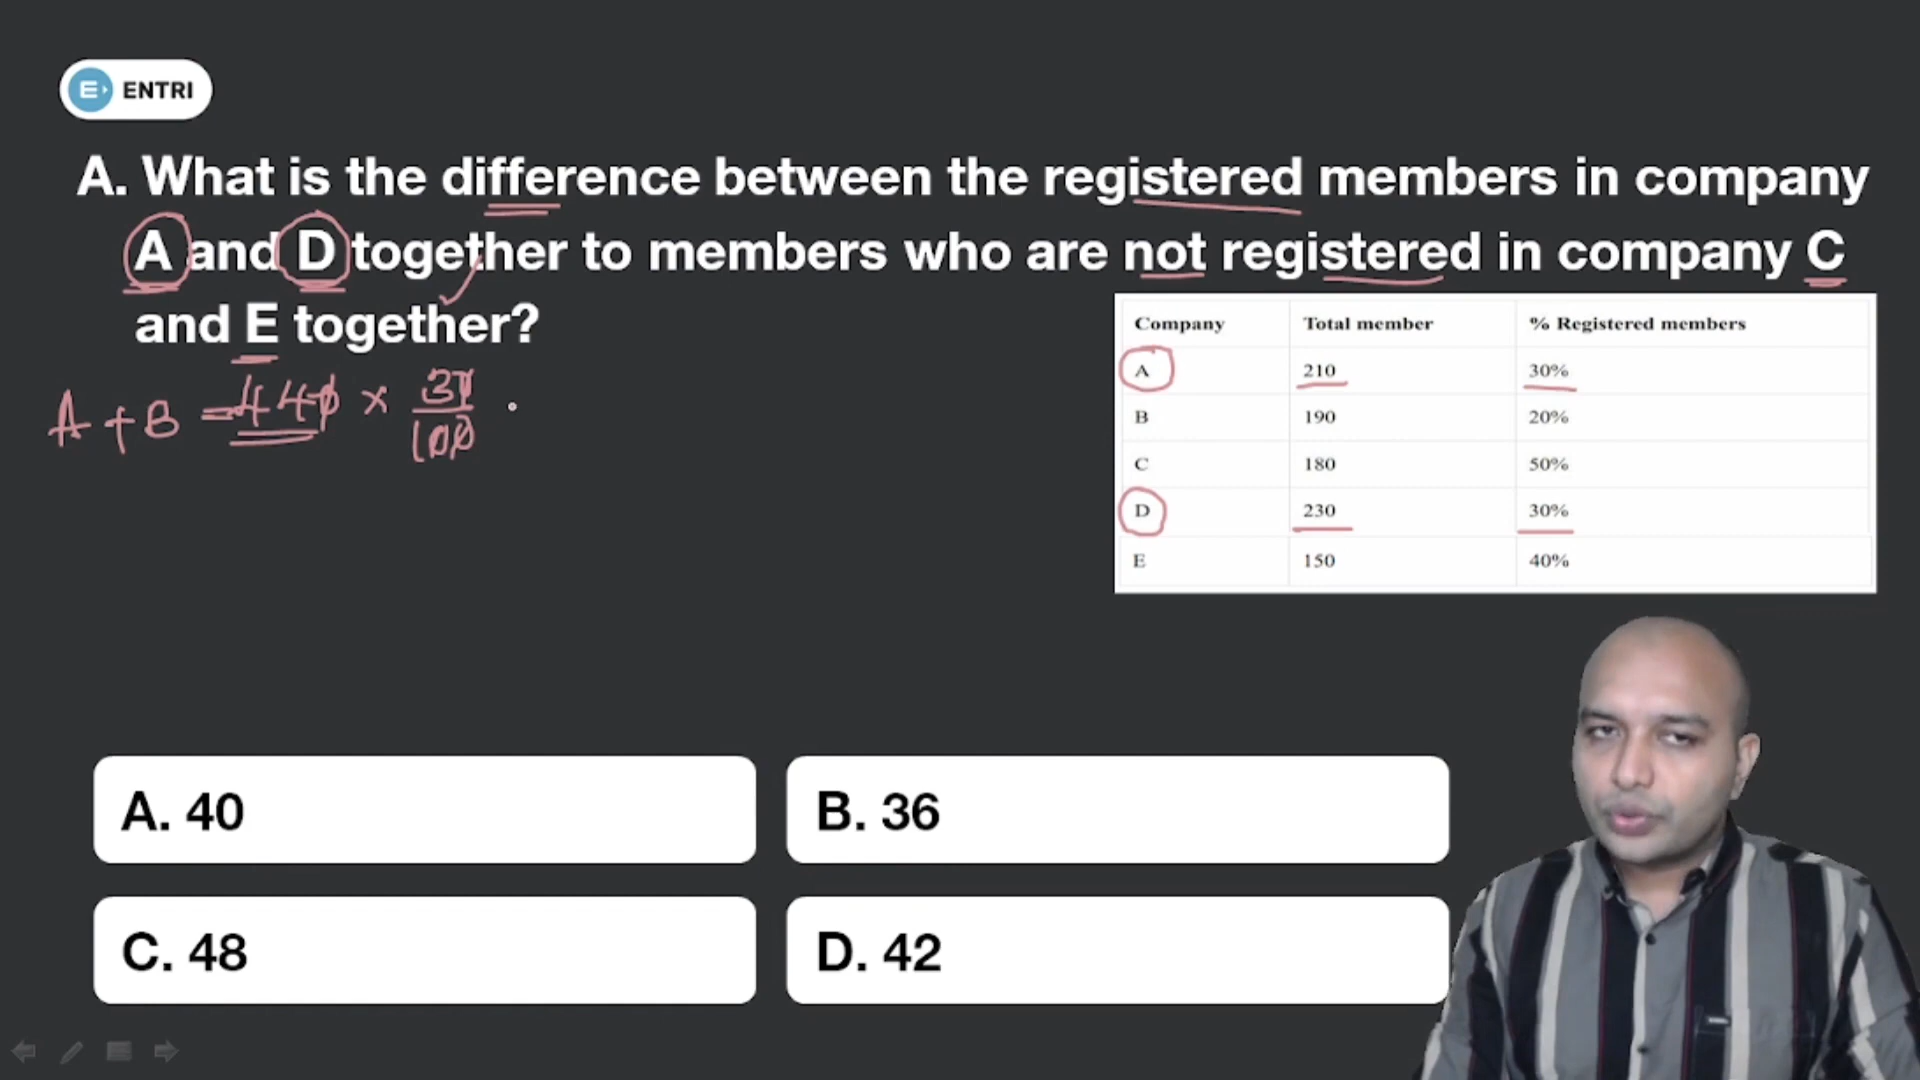 ENTRI
A. What is the difference between the registered members in company
A and D together to members who are not registered in company C
and E together?
A + B = 440 × 30/100
Company Total member % Registered members
A 210 30%
B 190 20%
C 180 50%
D 230 30%
E 150 40%
A. 40
B. 36
C. 48
D. 42